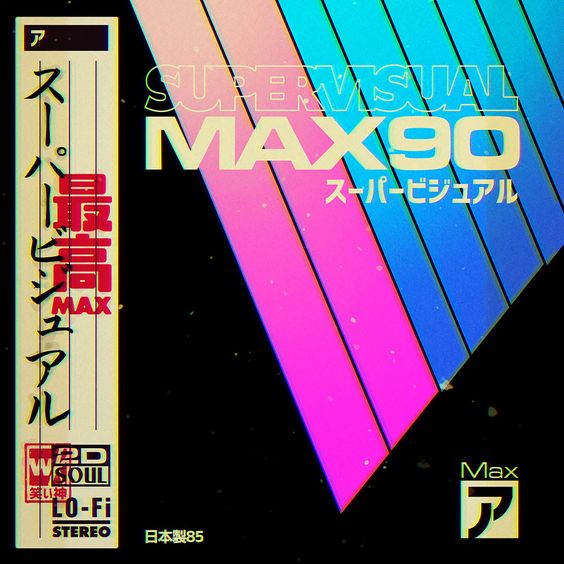 ア
スーパービジュアル
最高
MAX
W
笑い神
SOUL
LO-Fi
STEREO
SUPERVISUAL
MAX90
スーパービジュアル
Max
ア
日本製85